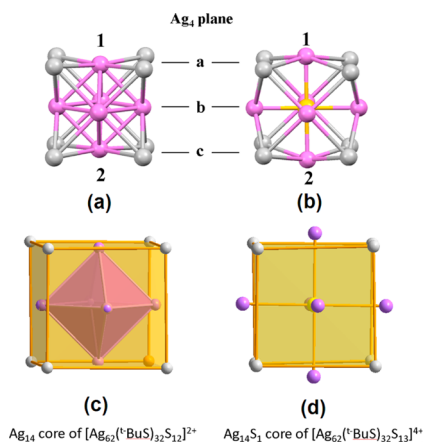 Ag₄ plane
1 1
a
b
c
2 2
(a) (b)
(c) (d)
Ag₁₄ core of [Ag₆₂(ᵗ⁻BuS)₃₂S₁₂]²⁺ Ag₁₄S₁ core of [Ag₆₂(ᵗ⁻BuS)₃₂S₁₃]⁴⁺